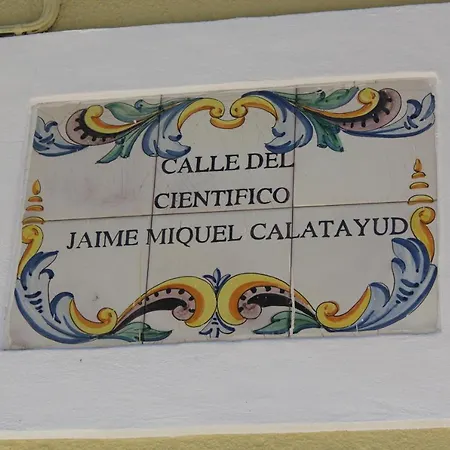 CALLE DEL
CIENTIFICO
JAIME MIQUEL CALATAYUD